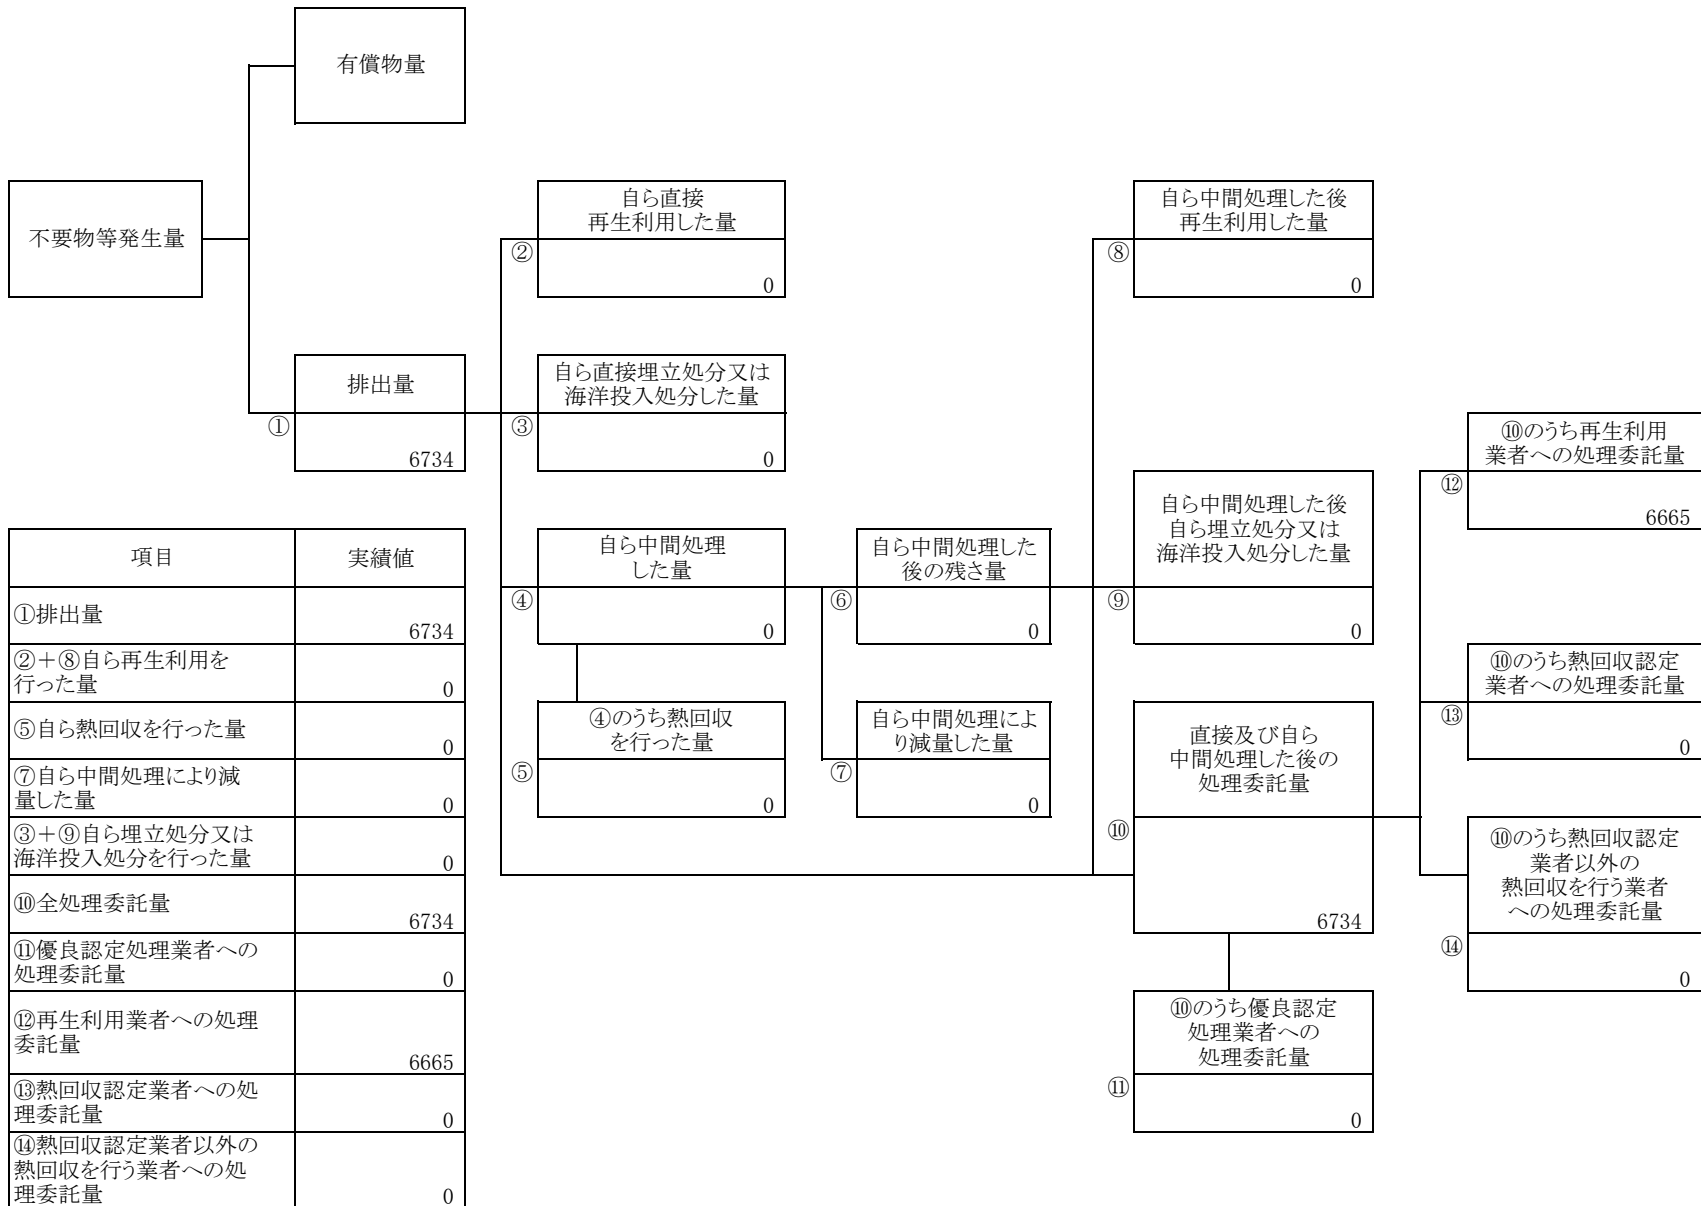 有償物量
不要物等発生量
自ら直接
再生利用した量
②
0
自ら中間処理した後
再生利用した量
⑧
0
排出量
①
6734
自ら直接埋立処分又は
海洋投入処分した量
③
0
⑩のうち再生利用
業者への処理委託量
⑫
6665
自ら中間処理
した量
④
0
自ら中間処理した
後の残さ量
⑥
0
自ら中間処理した後
自ら埋立処分又は
海洋投入処分した量
⑨
0
⑩のうち熱回収認定
業者への処理委託量
⑬
0
④のうち熱回収
を行った量
⑤
0
自ら中間処理によ
り減量した量
⑦
0
直接及び自ら
中間処理した後の
処理委託量
⑩
6734
⑩のうち熱回収認定
業者以外の
熱回収を行う業者
への処理委託量
⑭
0
⑩のうち優良認定
処理業者への
処理委託量
⑪
0
項目 実績値
①排出量
6734
②+⑧自ら再生利用を
行った量
0
⑤自ら熱回収を行った量
0
⑦自ら中間処理により減
量した量
0
③+⑨自ら埋立処分又は
海洋投入処分を行った量
0
⑩全処理委託量
6734
⑪優良認定処理業者への
処理委託量
0
⑫再生利用業者への処理
委託量
6665
⑬熱回収認定業者への処
理委託量
0
⑭熱回収認定業者以外の
熱回収を行う業者への処
理委託量
0